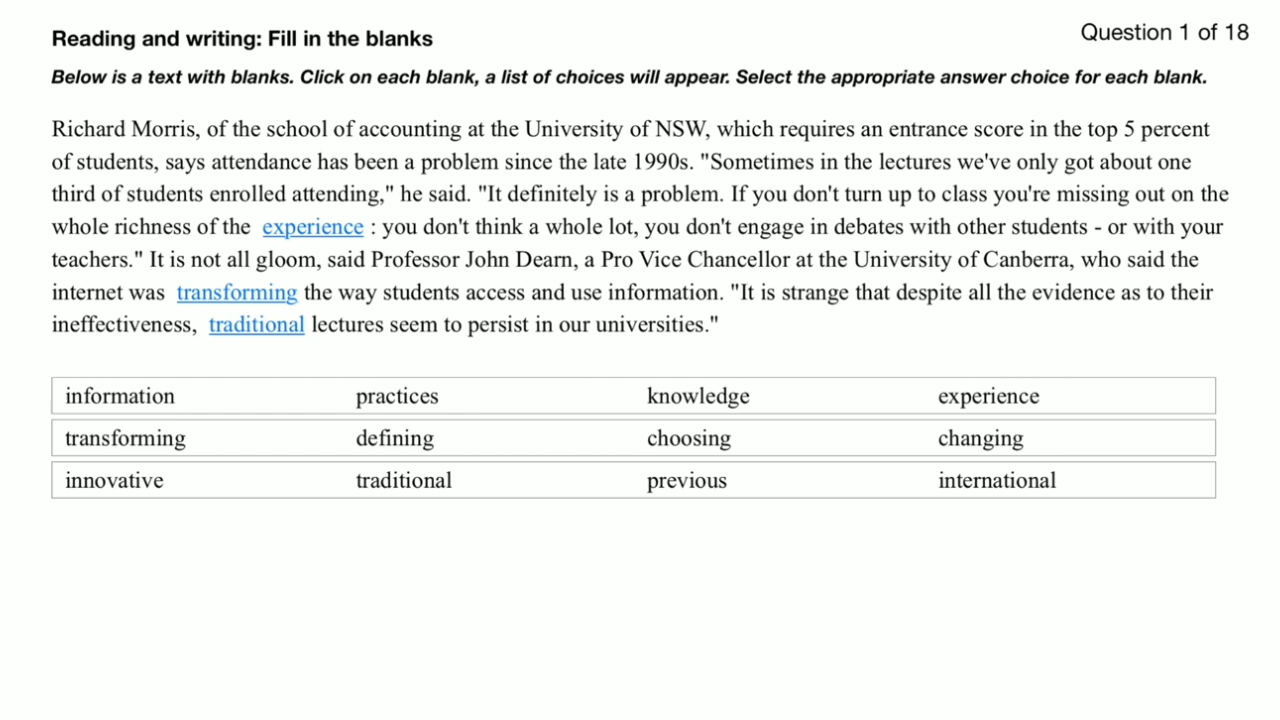 Reading and writing: Fill in the blanks
Question 1 of 18
Below is a text with blanks. Click on each blank, a list of choices will appear. Select the appropriate answer choice for each blank.
Richard Morris, of the school of accounting at the University of NSW, which requires an entrance score in the top 5 percent
of students, says attendance has been a problem since the late 1990s. "Sometimes in the lectures we've only got about one
third of students enrolled attending," he said. "It definitely is a problem. If you don't turn up to class you're missing out on the
whole richness of the experience : you don't think a whole lot, you don't engage in debates with other students - or with your
teachers." It is not all gloom, said Professor John Dearn, a Pro Vice Chancellor at the University of Canberra, who said the
internet was transforming the way students access and use information. "It is strange that despite all the evidence as to their
ineffectiveness, traditional lectures seem to persist in our universities."
information practices knowledge experience
transforming defining choosing changing
innovative traditional previous international